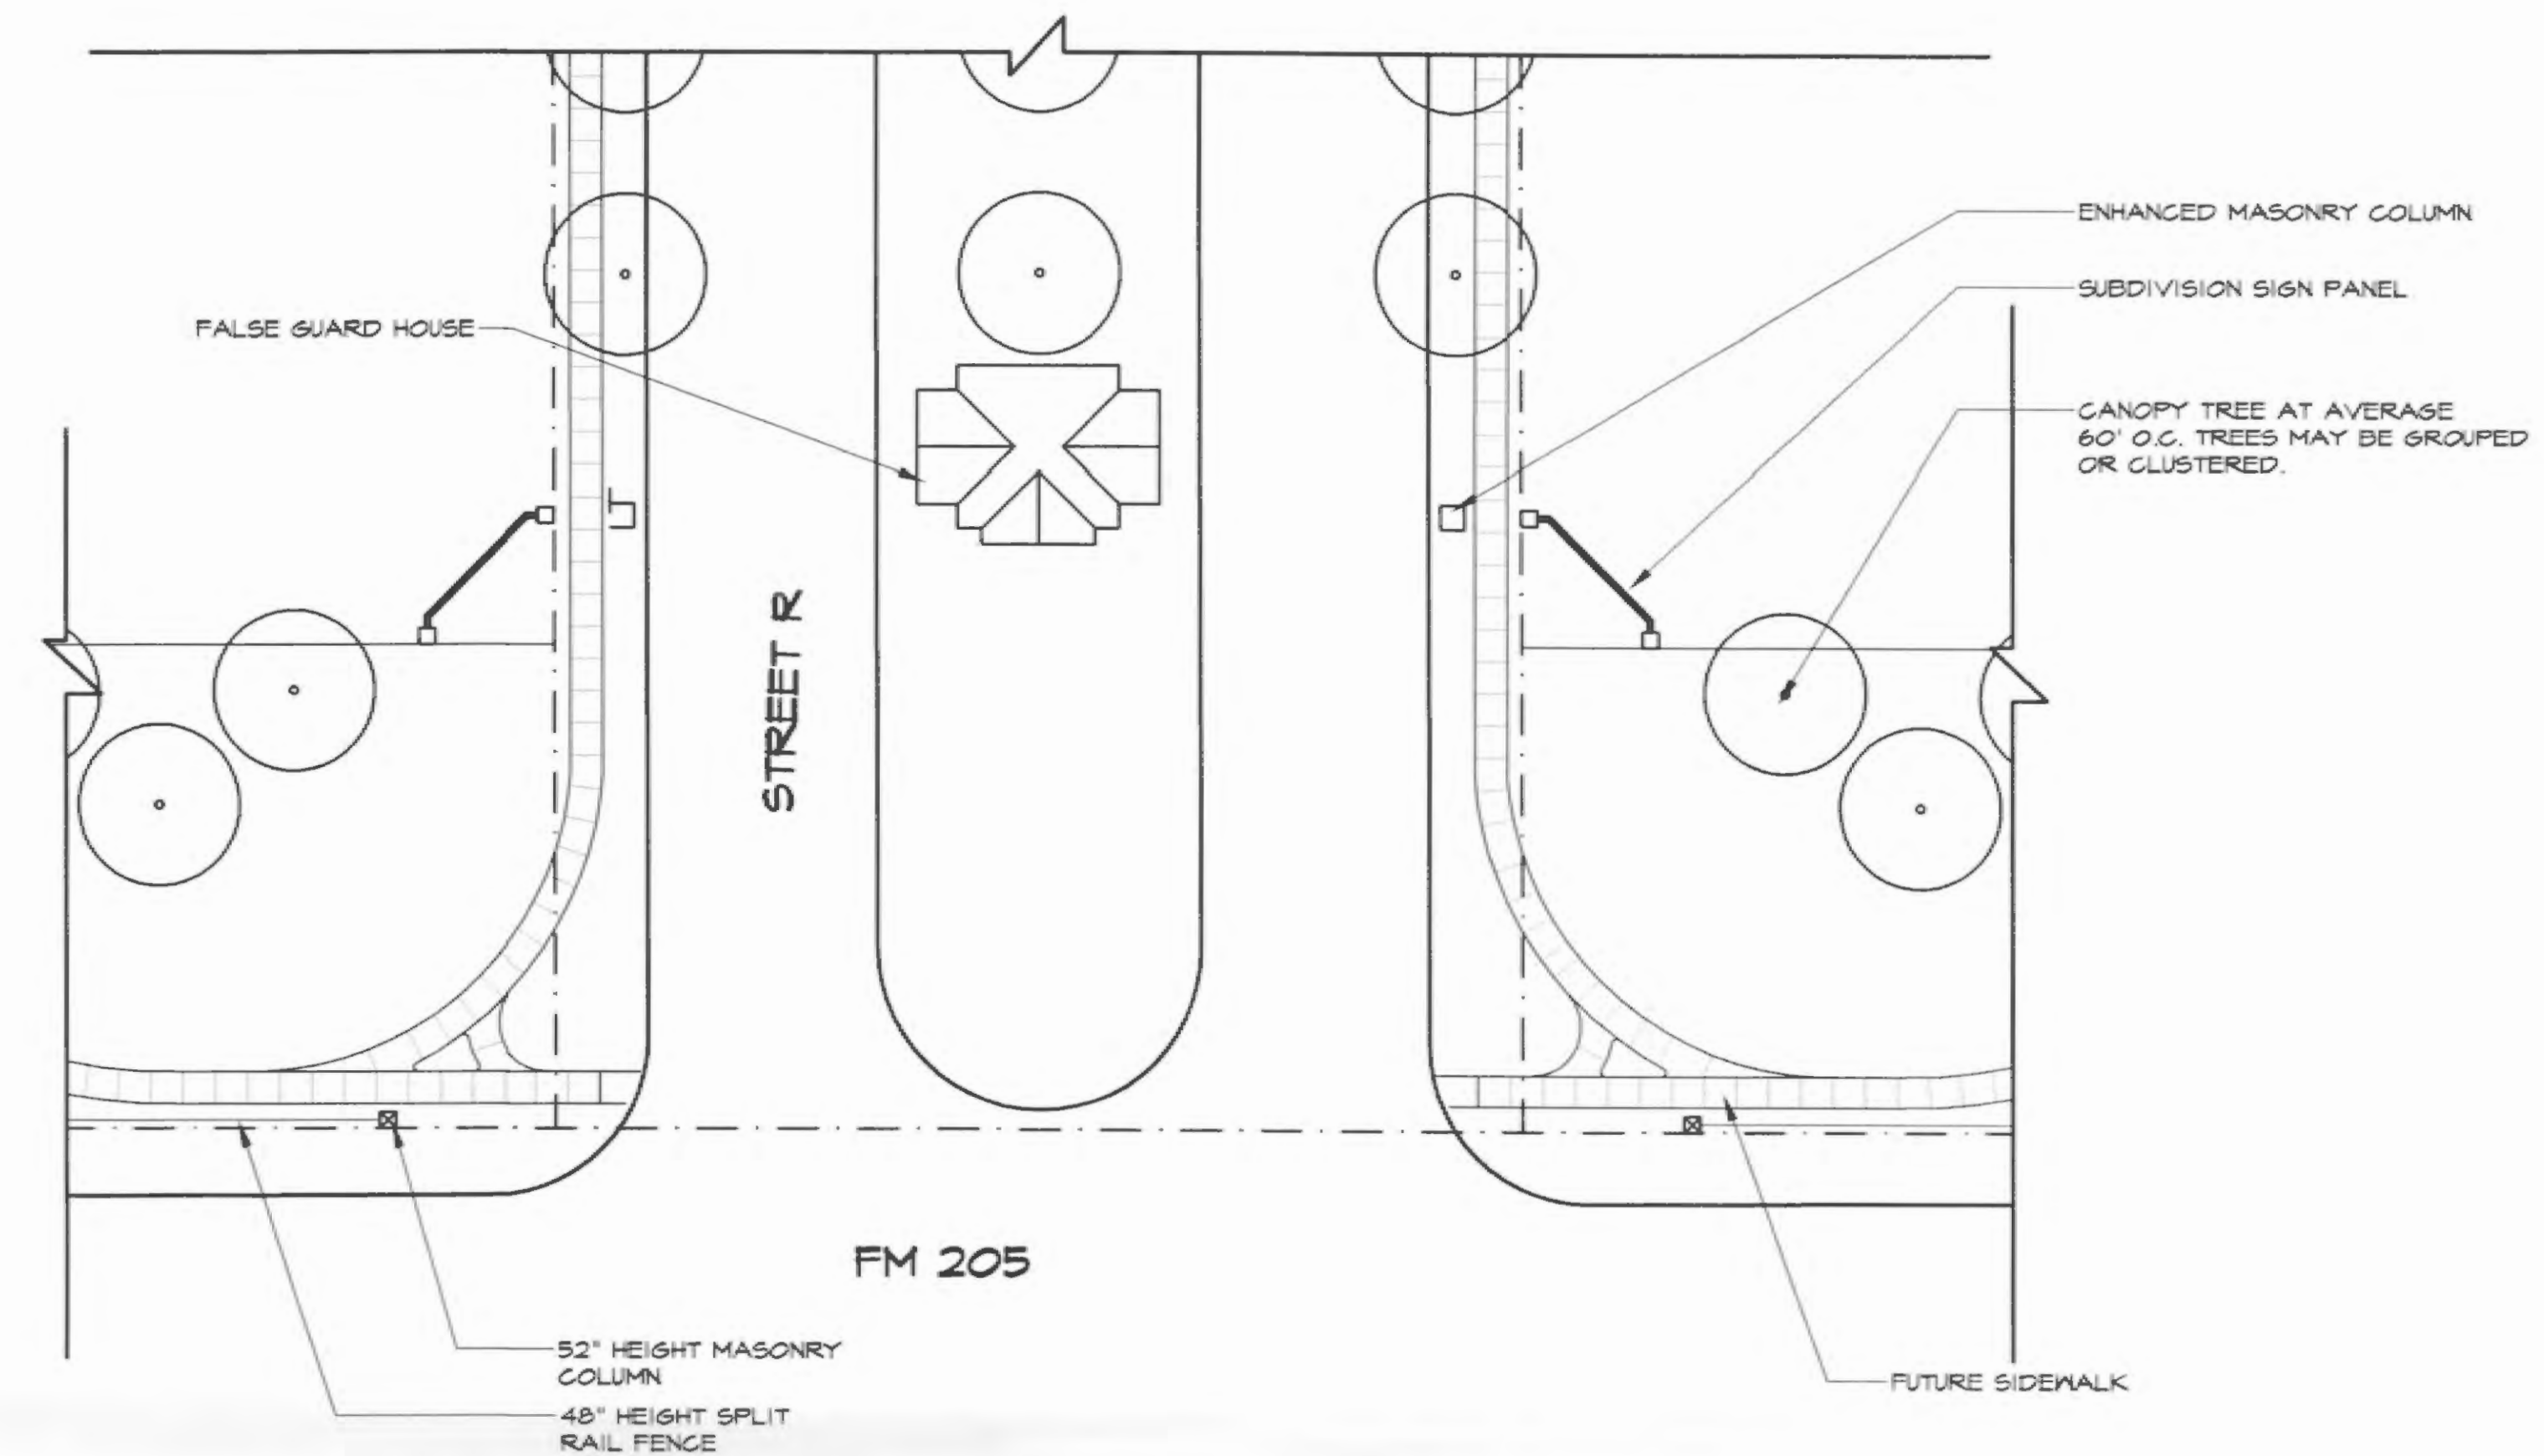 ENHANCED MASONRY COLUMN
SUBDIVISION SIGN PANEL
FALSE GUARD HOUSE
CANOPY TREE AT AVERAGE
60' O.C. TREES MAY BE GROUPED
OR CLUSTERED.
STREET R
FM 205
52" HEIGHT MASONRY
COLUMN
FUTURE SIDEWALK
48" HEIGHT SPLIT
RAIL FENCE